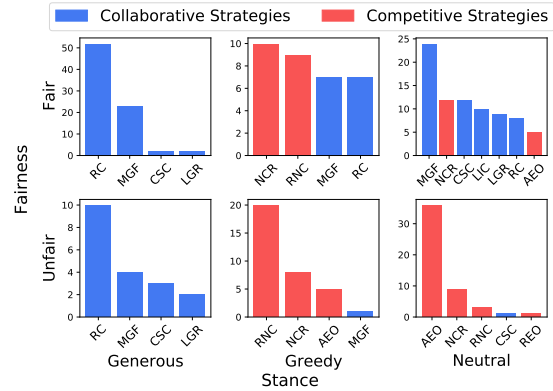 Collaborative Strategies Competitive Strategies
Fairness
Fair
50
40
30
20
10
0
RC MGF CSC LGR
10
8
6
4
2
0
NCR RNC MGF RC
25
20
15
10
5
0
MGF NCR CSC LIC LGR RC AEO
Unfair
10
8
6
4
2
0
RC MGF CSC LGR
20
15
10
5
0
RNC NCR AEO MGF
30
20
10
0
AEO NCR RNC CSC REO
Generous Greedy Neutral
Stance